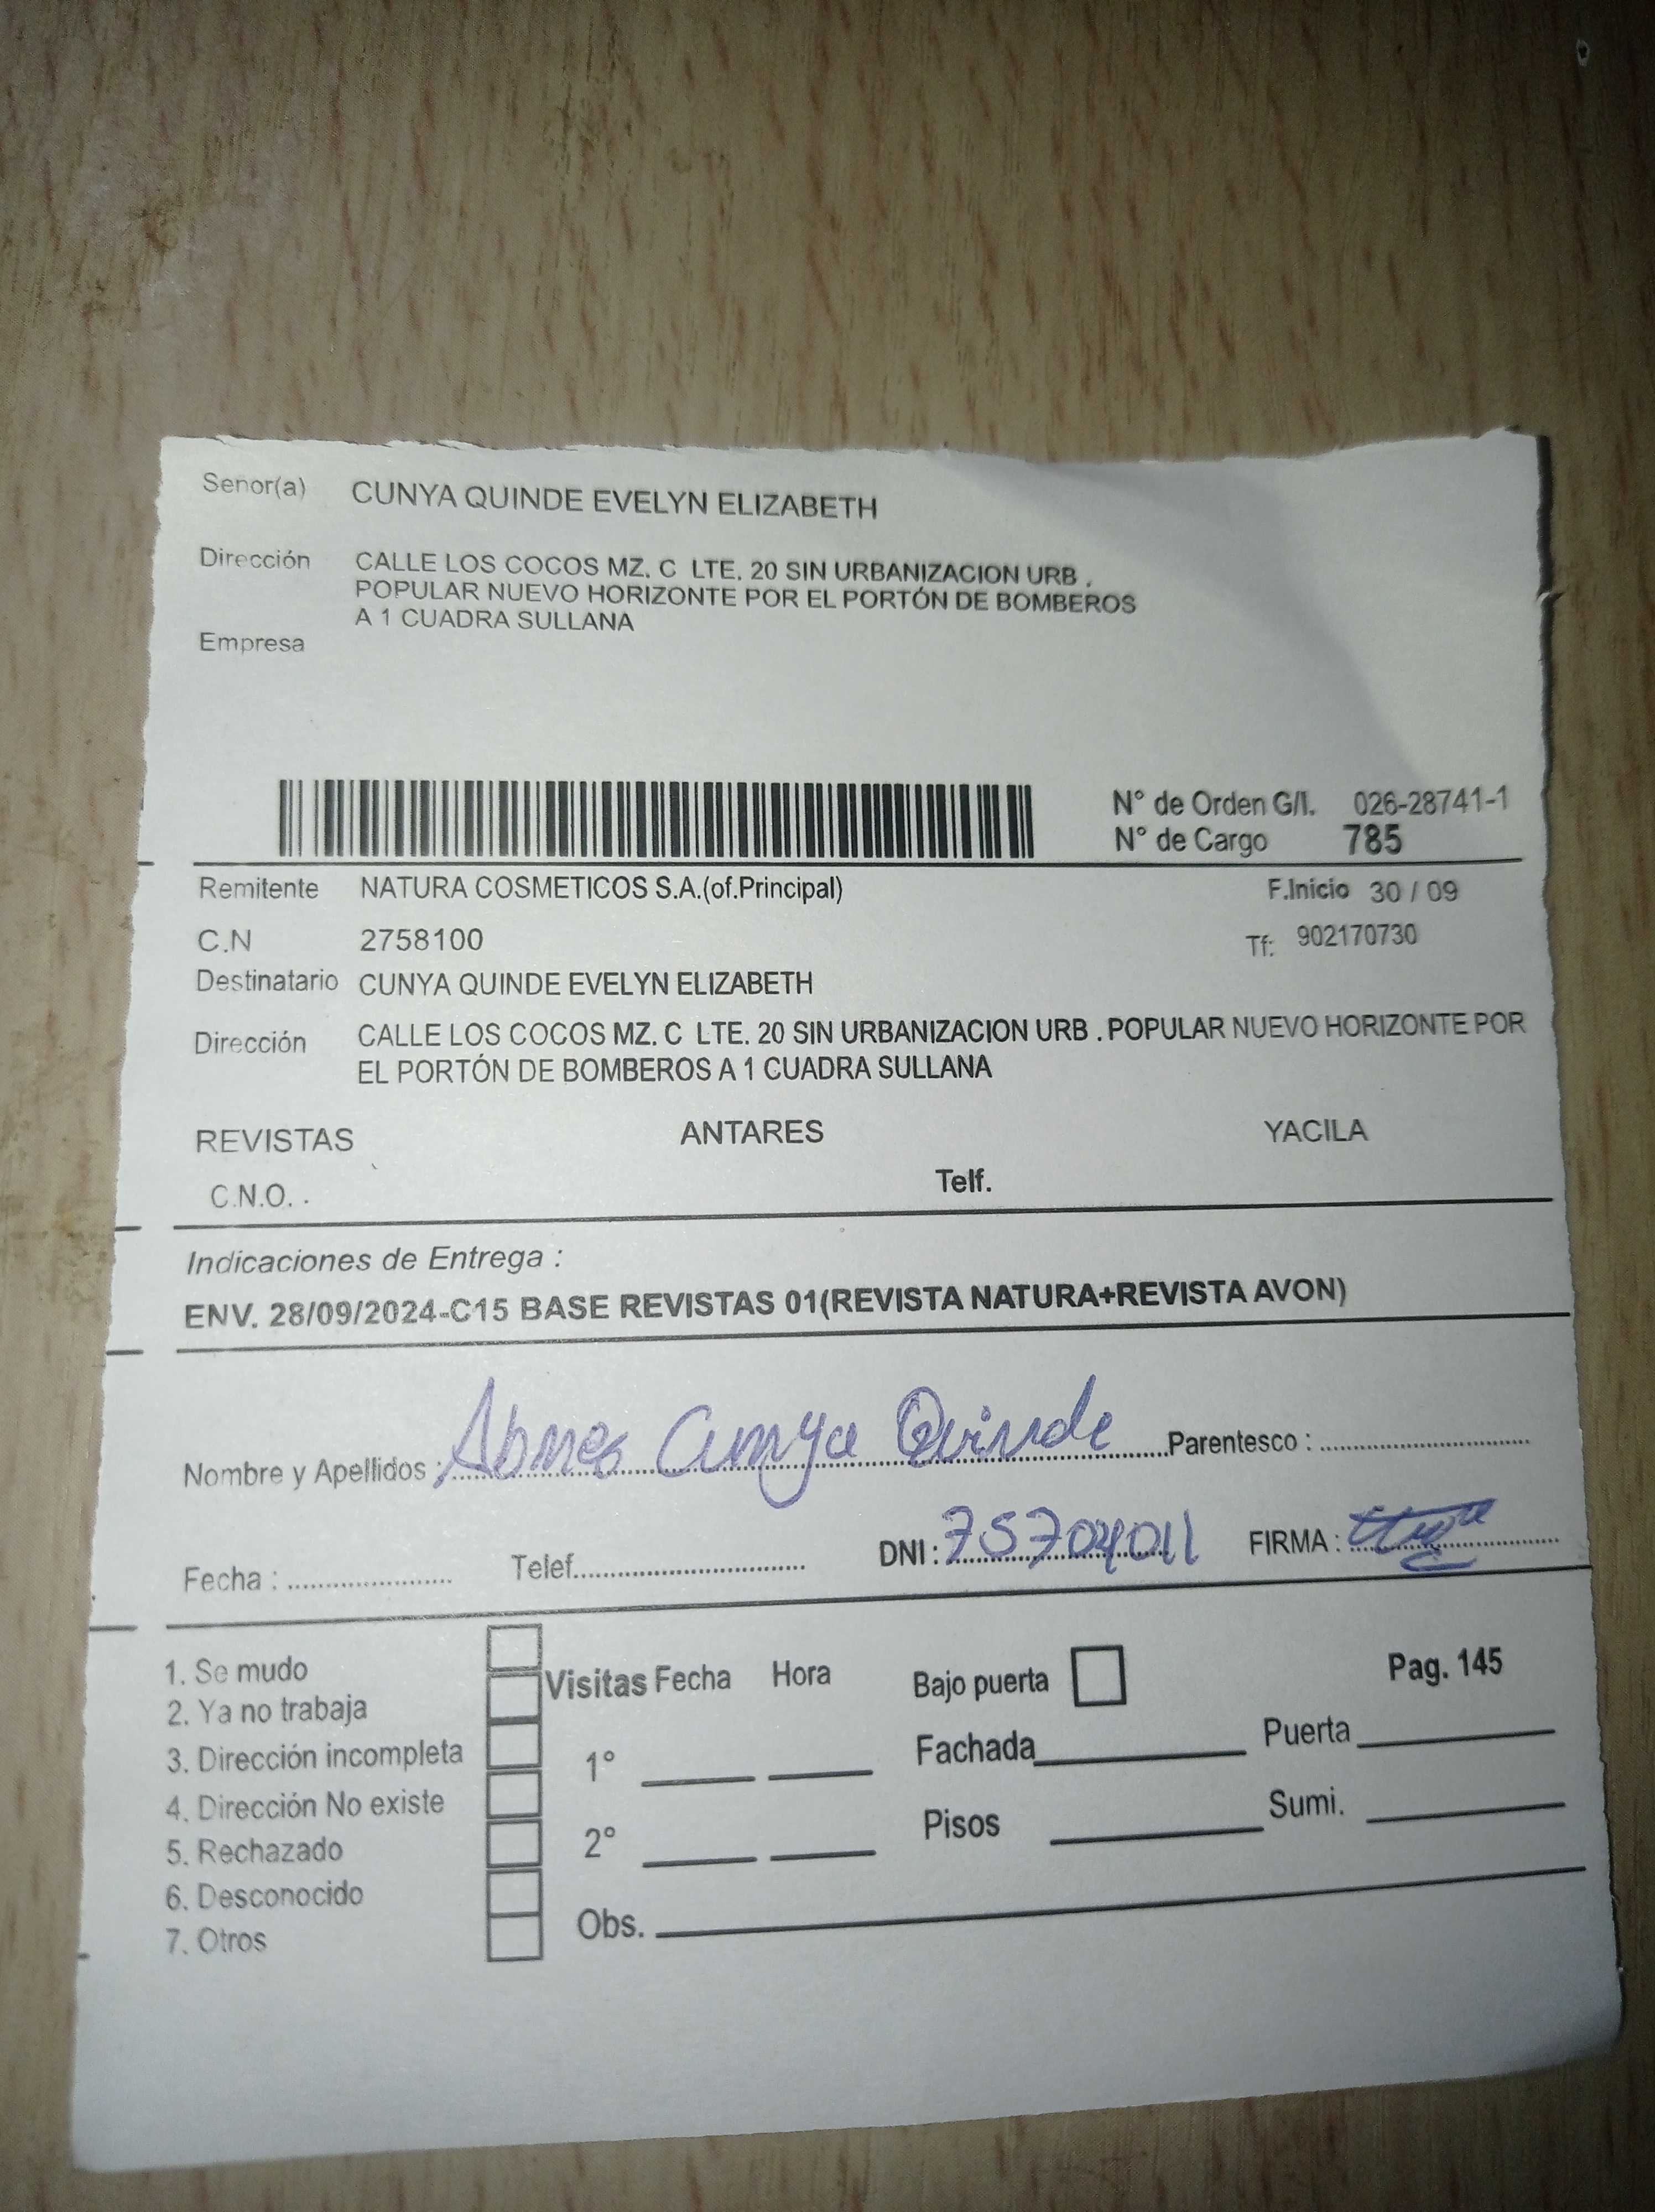 Senor(a) CUNYA QUINDE EVELYN ELIZABETH
Dirección CALLE LOS COCOS MZ. C LTE. 20 SIN URBANIZACION URB .
POPULAR NUEVO HORIZONTE POR EL PORTÓN DE BOMBEROS
A 1 CUADRA SULLANA
Empresa
N° de Orden G/I. 026-28741-1
N° de Cargo 785
Remitente NATURA COSMETICOS S.A.(of.Principal) F.Inicio 30 / 09
C.N 2758100 Tf: 902170730
Destinatario CUNYA QUINDE EVELYN ELIZABETH
Dirección CALLE LOS COCOS MZ. C LTE. 20 SIN URBANIZACION URB . POPULAR NUEVO HORIZONTE POR
EL PORTÓN DE BOMBEROS A 1 CUADRA SULLANA
REVISTAS ANTARES YACILA
C.N.O. . Telf.
Indicaciones de Entrega :
ENV. 28/09/2024-C15 BASE REVISTAS 01(REVISTA NATURA+REVISTA AVON)
Nombre y Apellidos : Cunya Quinde Parentesco :
Fecha : Telef. DNI : 75704011 FIRMA :
1. Se mudo
2. Ya no trabaja
3. Dirección incompleta
4. Dirección No existe
5. Rechazado
6. Desconocido
7. Otros
Visitas Fecha Hora
1°
2°
Obs.
Bajo puerta Pag. 145
Fachada Puerta
Pisos Sumi.